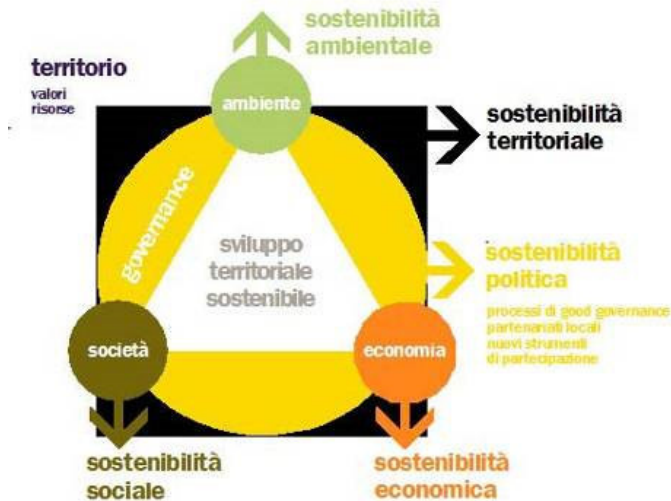 sostenibilità
ambientale
territorio
valori
risorse
ambiente
sostenibilità
territoriale
governance
sviluppo
territoriale
sostenibile
sostenibilità
politica
processi di good governance
partenariati locali
nuovi strumenti
di partecipazione
società
economia
sostenibilità
sociale
sostenibilità
economica